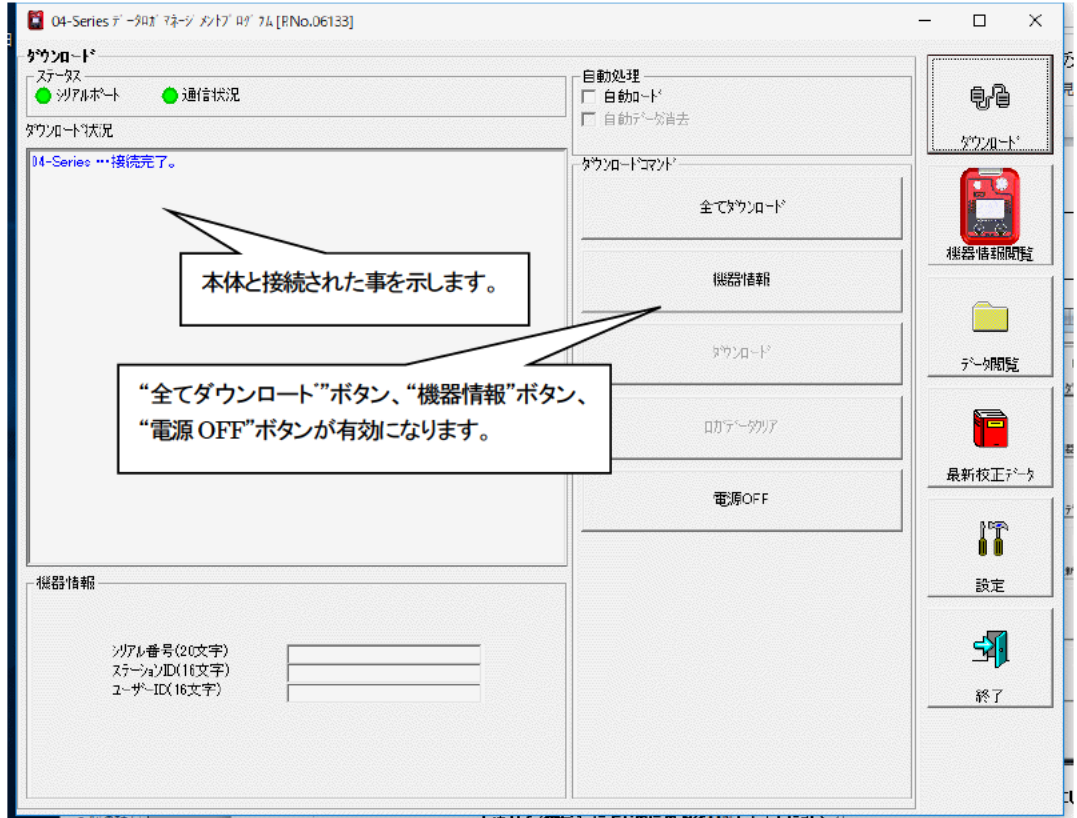 04-Series ﾃﾞｰﾀﾛｶﾞﾏﾈｰｼﾞﾒﾝﾄﾌﾟﾛｸﾞﾗﾑ [P.No.06133]
ﾀﾞｳﾝﾛｰﾄﾞ
ｽﾃｰﾀｽ
ｼﾘｱﾙﾎﾟｰﾄ
通信状況
自動処理
自動ﾛｰﾄﾞ
自動ﾃﾞｰﾀ消去
ﾀﾞｳﾝﾛｰﾄﾞ状況
04-Series …接続完了。
本体と接続された事を示します。
“全てダウンロード”ボタン、“機器情報”ボタン、
“電源 OFF”ボタンが有効になります。
ﾀﾞｳﾝﾛｰﾄﾞｺﾏﾝﾄﾞ
全てﾀﾞｳﾝﾛｰﾄﾞ
機器情報
ﾀﾞｳﾝﾛｰﾄﾞ
ﾛｶﾞﾃﾞｰﾀｸﾘｱ
電源OFF
機器情報
ｼﾘｱﾙ番号(20文字)
ｽﾃｰｼｮﾝID(16文字)
ﾕｰｻﾞｰID(16文字)
ﾀﾞｳﾝﾛｰﾄﾞ
機器情報閲覧
ﾃﾞｰﾀ閲覧
最新校正ﾃﾞｰﾀ
設定
終了